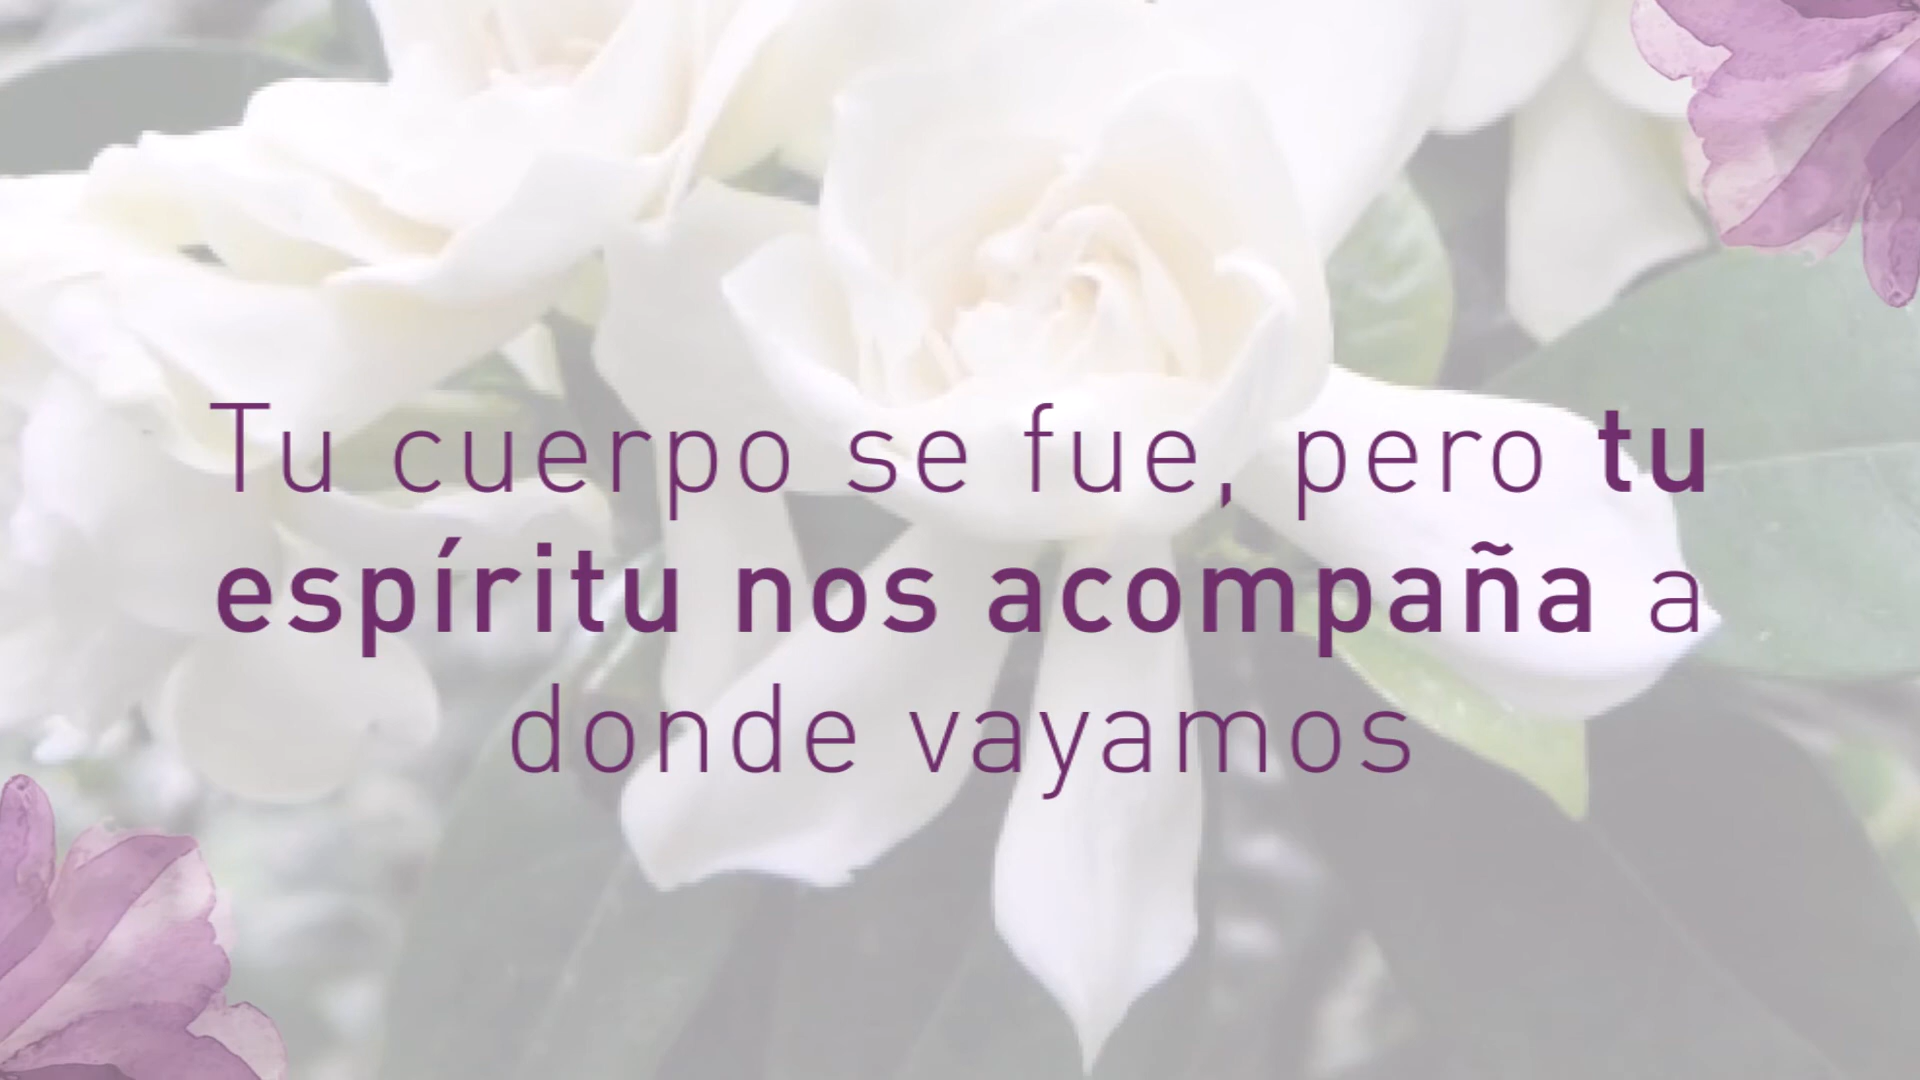 Tu cuerpo se fue, pero tu
espíritu nos acompaña a
donde vayamos